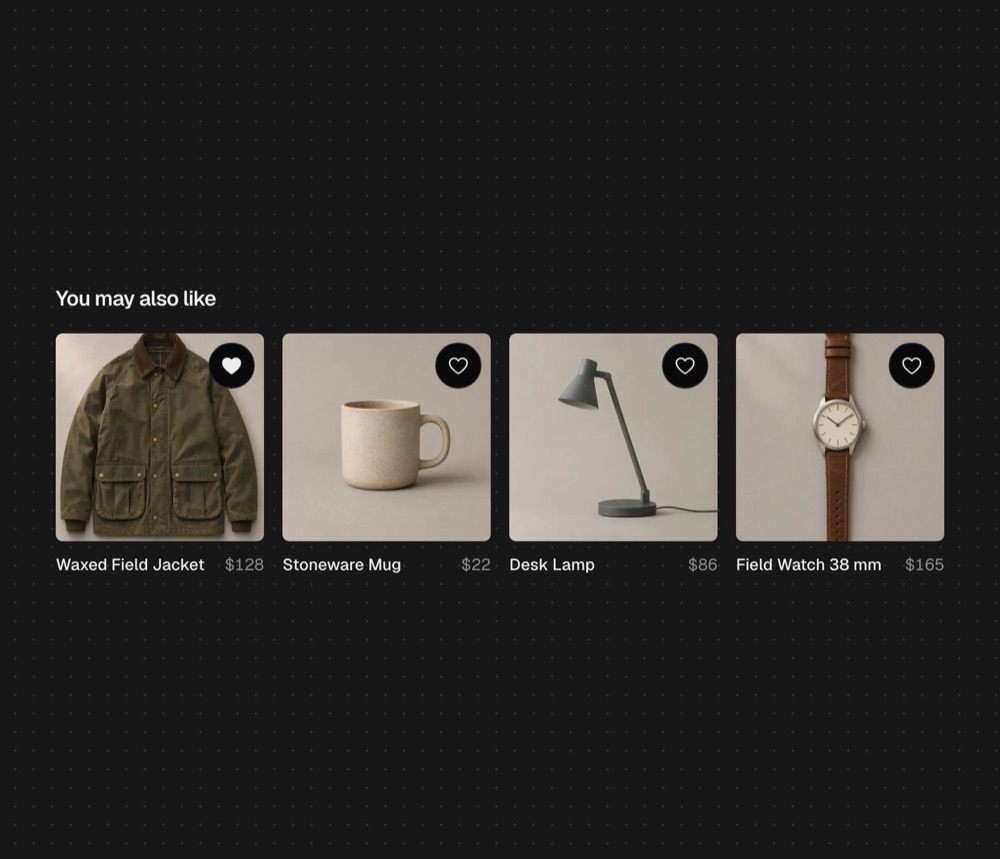 You may also like
Waxed Field Jacket $128
Stoneware Mug $22
Desk Lamp $86
Field Watch 38 mm $165